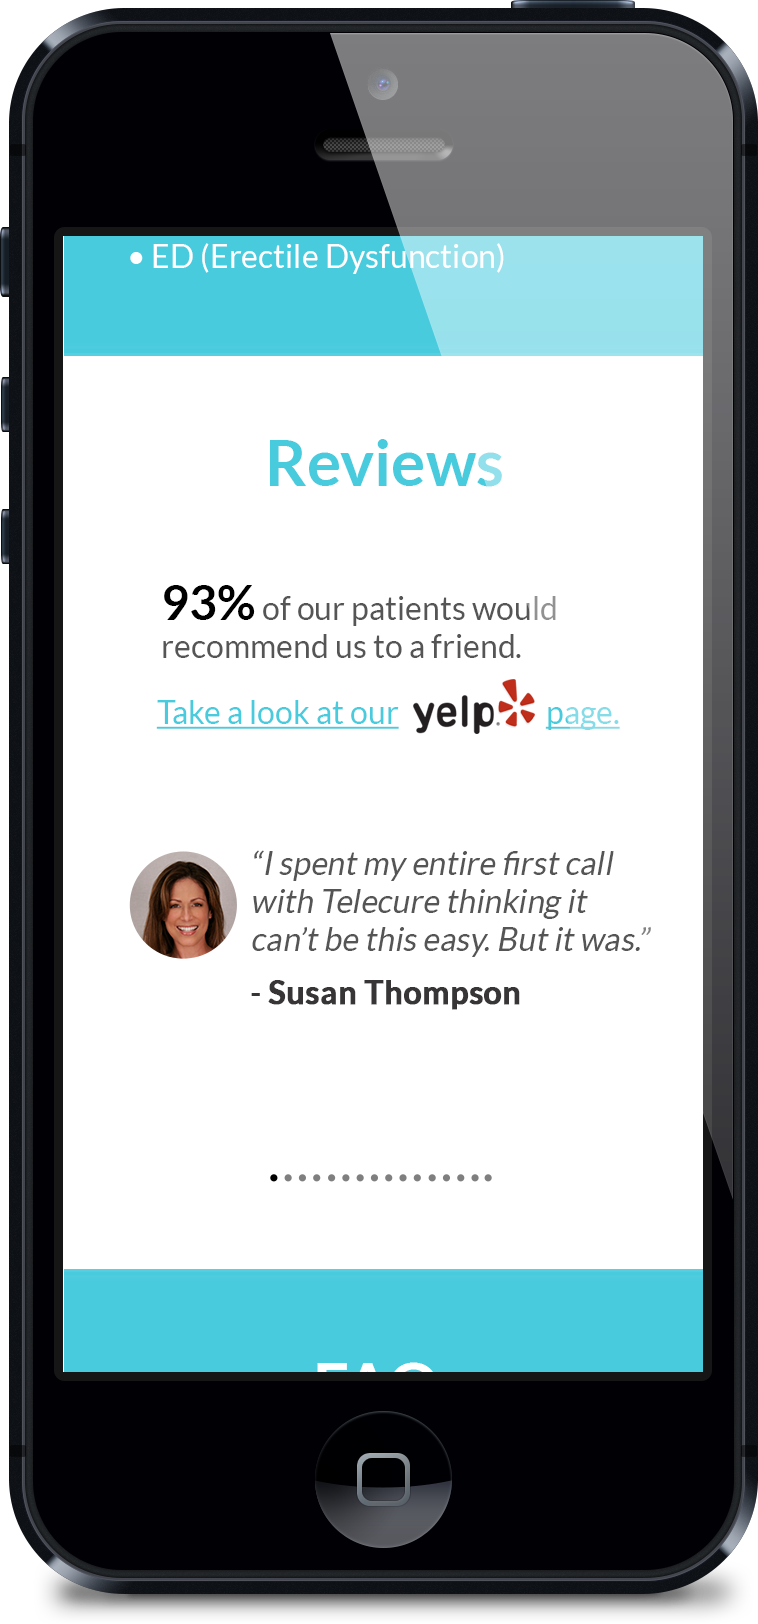 • ED (Erectile Dysfunction)
Reviews
93% of our patients would
recommend us to a friend.
Take a look at our yelp page.
“I spent my entire first call
with Telecure thinking it
can’t be this easy. But it was.”
- Susan Thompson
FAQ